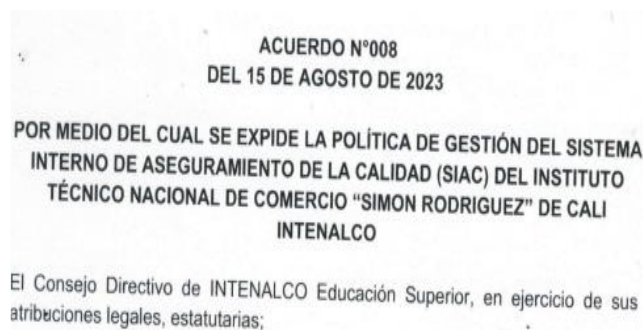 ACUERDO N°008
DEL 15 DE AGOSTO DE 2023
POR MEDIO DEL CUAL SE EXPIDE LA POLÍTICA DE GESTIÓN DEL SISTEMA
INTERNO DE ASEGURAMIENTO DE LA CALIDAD (SIAC) DEL INSTITUTO
TÉCNICO NACIONAL DE COMERCIO “SIMON RODRIGUEZ” DE CALI
INTENALCO
El Consejo Directivo de INTENALCO Educación Superior, en ejercicio de sus
atribuciones legales, estatutarias;